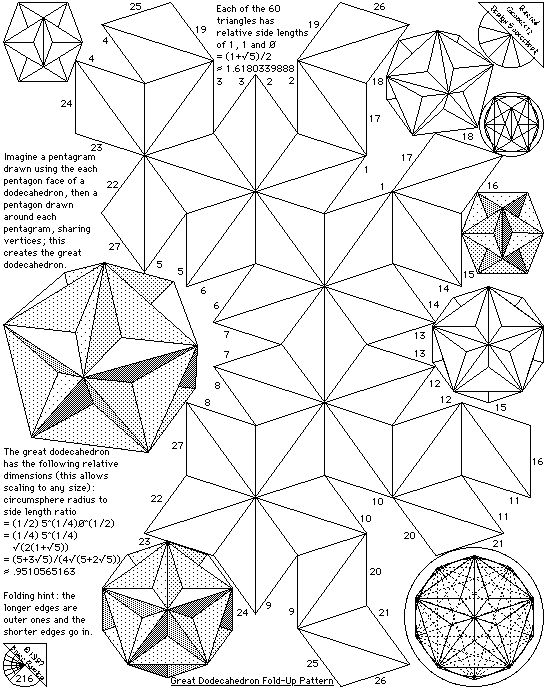 Each of the 60
triangles has
relative side lengths
of 1, 1 and Ø
= (1+√5)/2
≈ 1.6180339888
25
19
4
4
24
23
22
27
5
5
6
6
7
7
8
8
3
3
2
2
19
26
18
17
1
1
17
18
16
15
14
14
13
13
12
12
15
16
11
11
10
10
20
21
27
22
23
24
9
9
20
21
25
26
Imagine a pentagram
drawn using the each
pentagon face of a
dodecahedron, then a
pentagon drawn
around each
pentagram, sharing
vertices; this
creates the great
dodecahedron.
The great dodecahedron
has the following relative
dimensions (this allows
scaling to any size):
circumsphere radius to
side length ratio
= (1/2) 5^(1/4)Ø^(1/2)
= (1/4) 5^(1/4)
√(2(1+√5))
= (5+3√5)/(4√(5+2√5))
≈ .9510565163
Folding hint: the
longer edges are
outer ones and the
shorter edges go in.
216
Great Dodecahedron Fold-Up Pattern